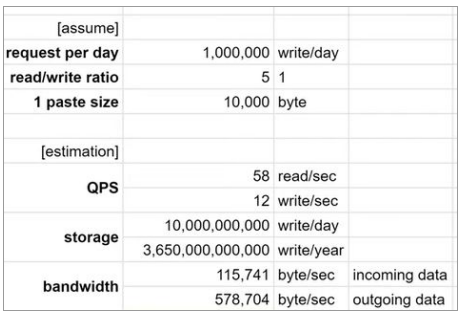 [assume]
request per day 1,000,000 write/day
read/write ratio 5 1
1 paste size 10,000 byte
[estimation]
QPS 58 read/sec
12 write/sec
storage 10,000,000,000 write/day
3,650,000,000,000 write/year
bandwidth 115,741 byte/sec incoming data
578,704 byte/sec outgoing data